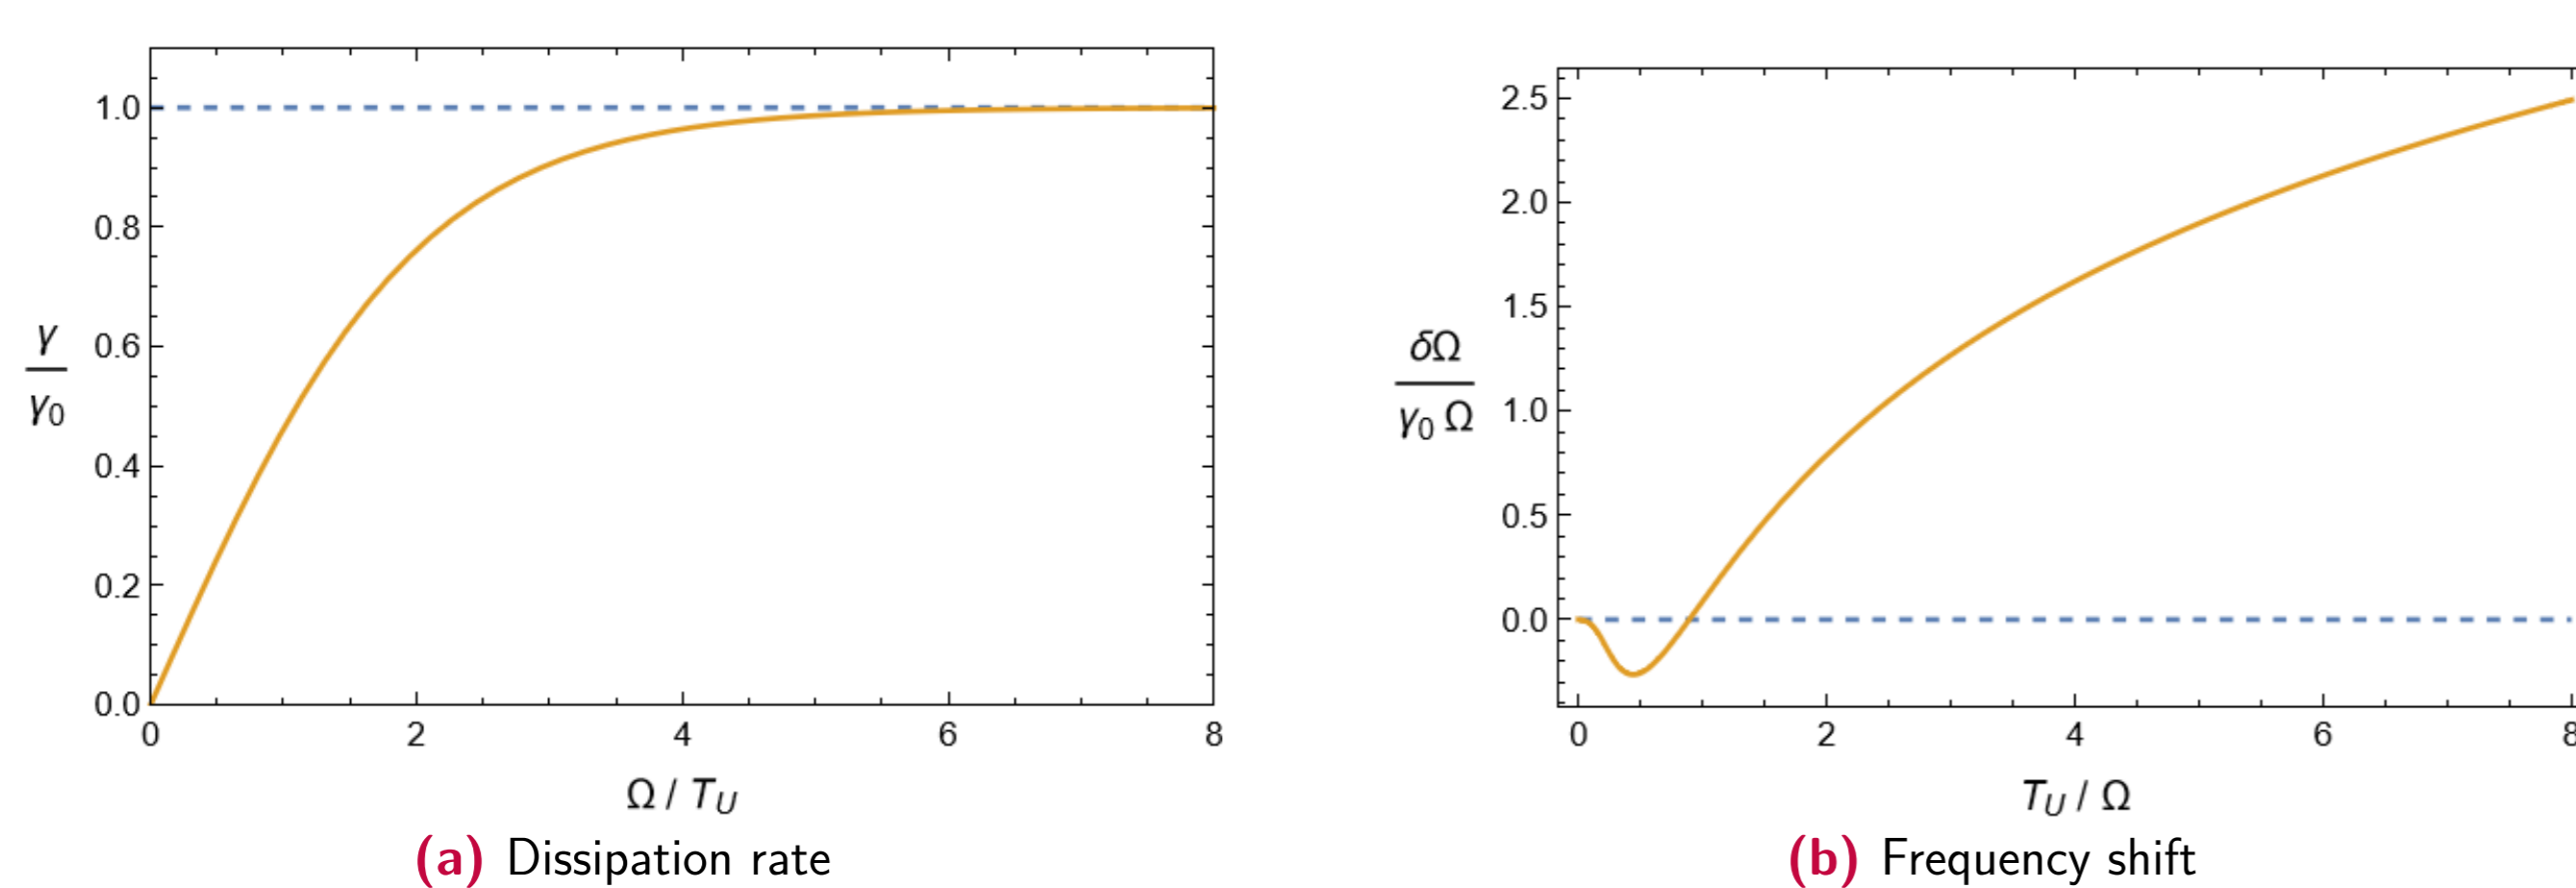 1.0
0.8
0.6
0.4
0.2
0.0
γ
γ0
0 2 4 6 8
Ω / TU
(a) Dissipation rate
2.5
2.0
1.5
1.0
0.5
0.0
δΩ
γ0 Ω
0 2 4 6 8
TU / Ω
(b) Frequency shift